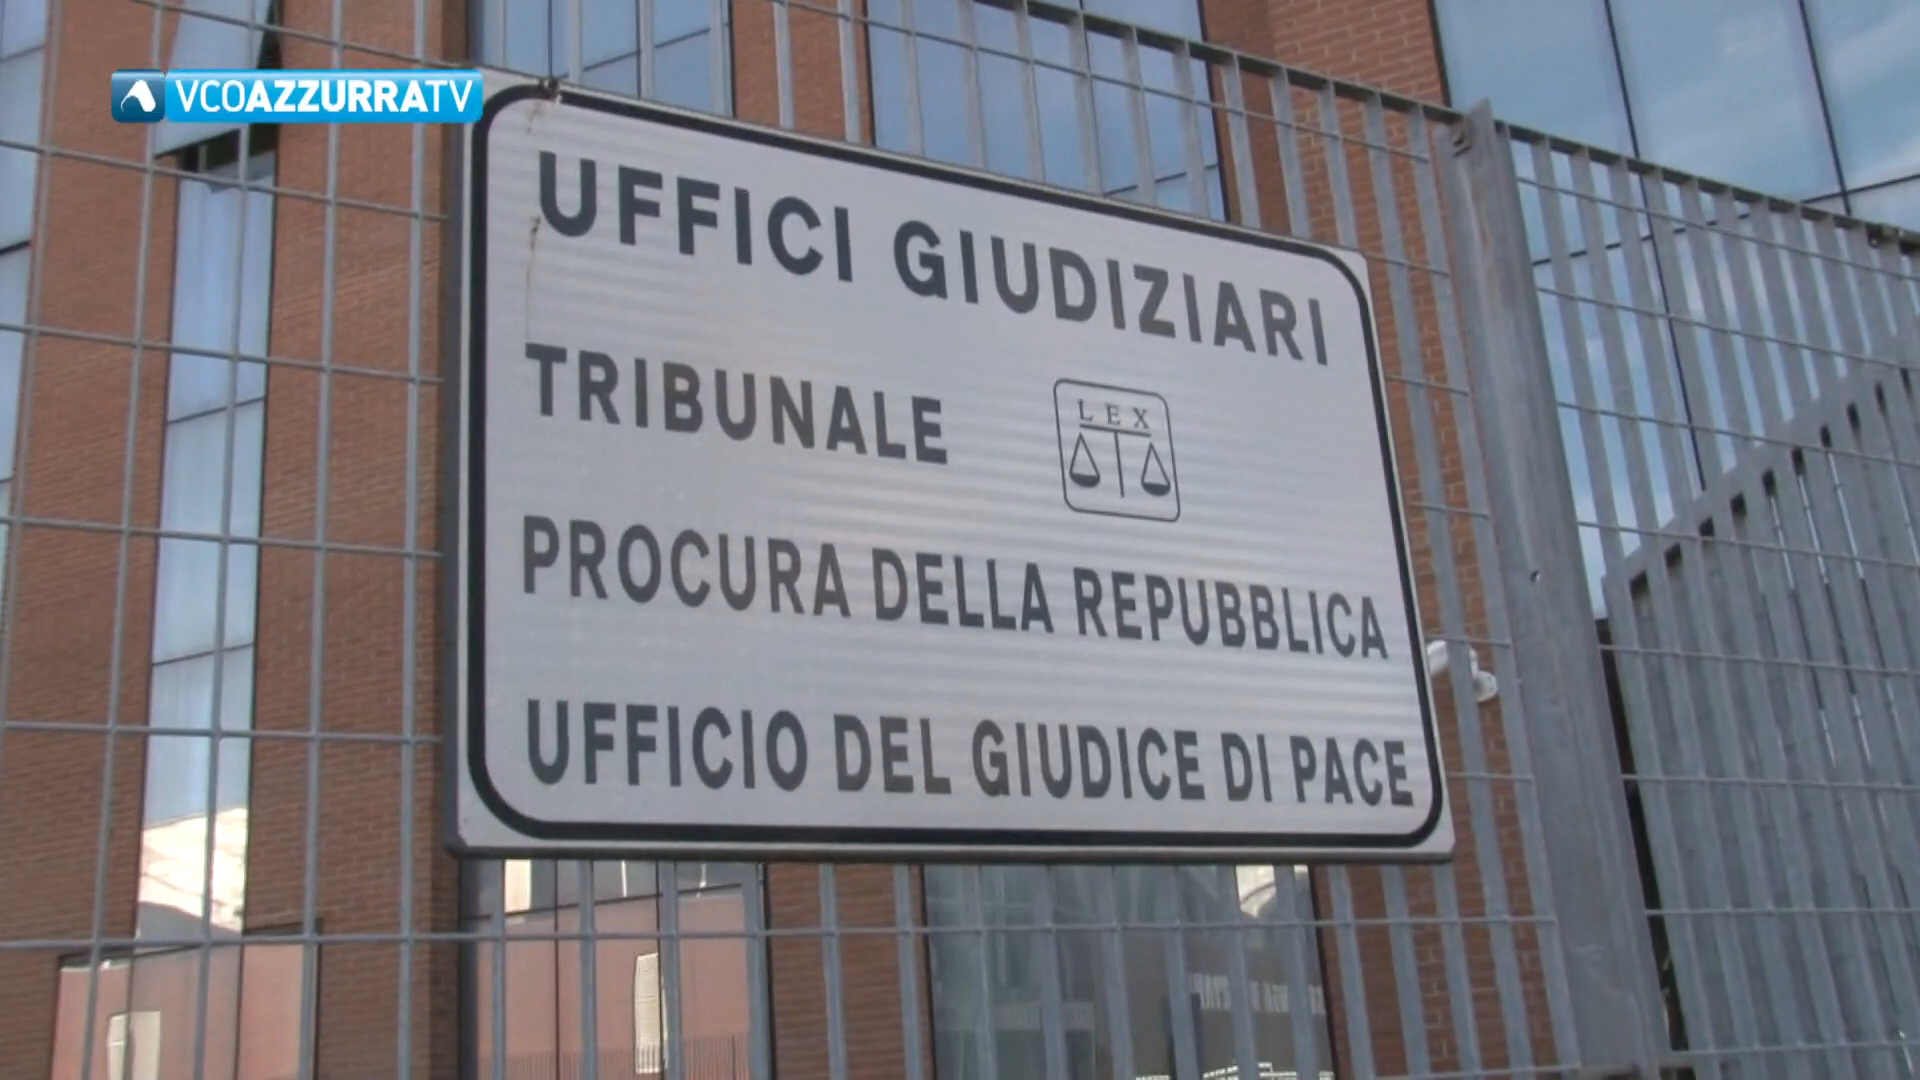 VCOAZZURRATV
UFFICI GIUDIZIARI
TRIBUNALE
LEX
PROCURA DELLA REPUBBLICA
UFFICIO DEL GIUDICE DI PACE